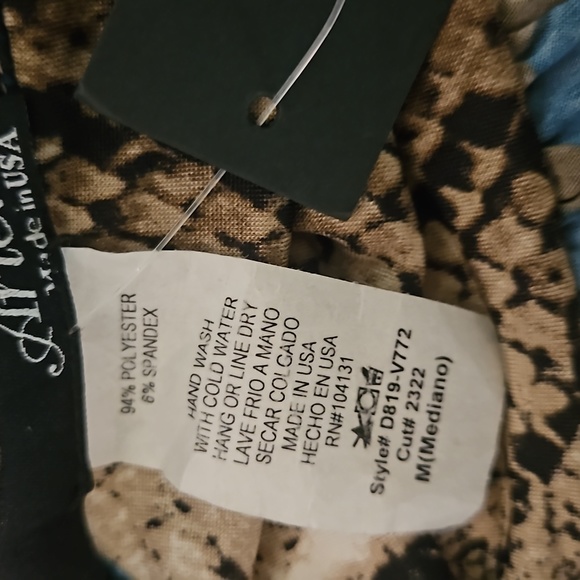 Made in USA
94% POLYESTER
6% SPANDEX
HAND WASH
WITH COLD WATER
HANG OR LINE DRY
LAVE FRIO A MANO
SECAR COLGADO
MADE IN USA
HECHO EN USA
RN#104131
Style# D819-V772
Cut# 2322
M(Mediano)